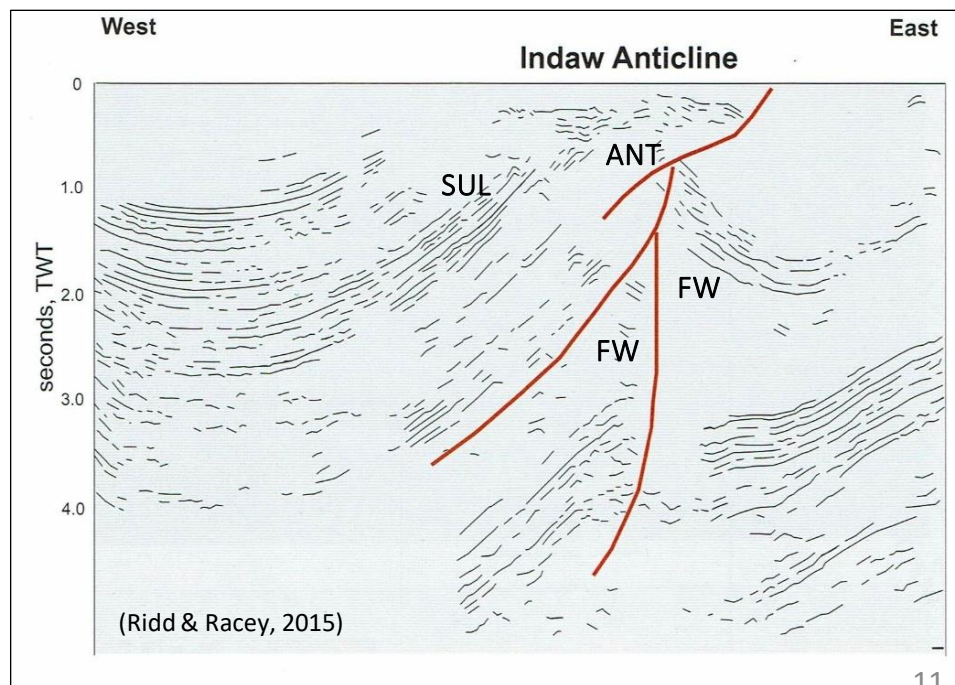 West
East
Indaw Anticline
0
ANT
1.0
SUL
2.0
FW
seconds, TWT
FW
3.0
4.0
(Ridd & Racey, 2015)
11